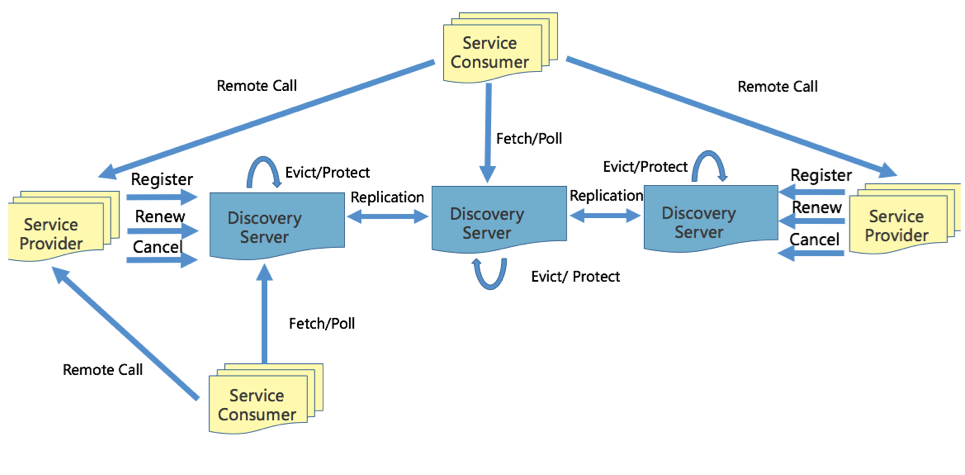 Service
Consumer
Remote Call
Remote Call
Fetch/Poll
Evict/Protect
Evict/Protect
Register
Renew
Cancel
Service
Provider
Discovery
Server
Replication
Discovery
Server
Replication
Discovery
Server
Register
Renew
Cancel
Service
Provider
Evict/ Protect
Fetch/Poll
Remote Call
Service
Consumer